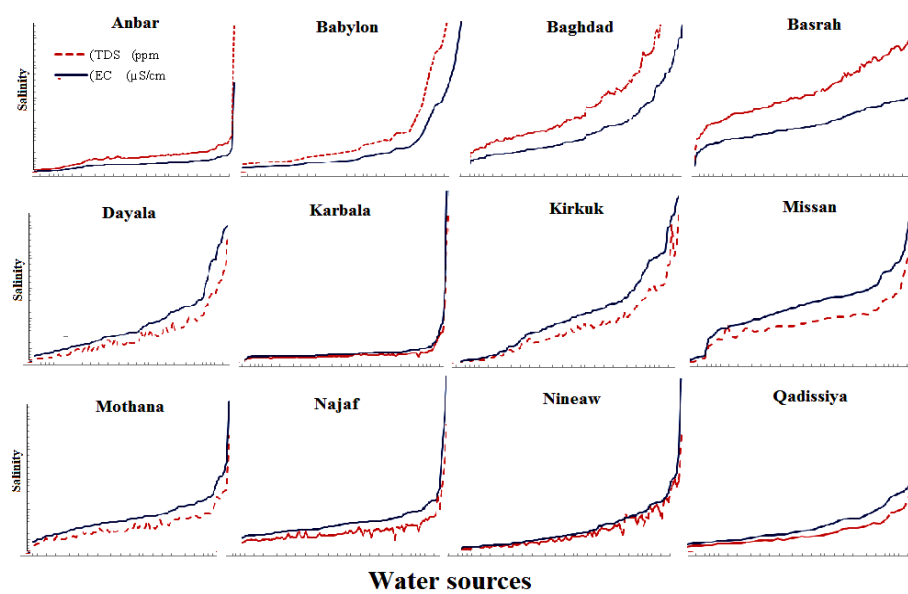 Anbar
Babylon
Baghdad
Basrah
(TDS (ppm
(EC (µS/cm
Salinity
Dayala
Karbala
Kirkuk
Missan
Salinity
Mothana
Najaf
Nineaw
Qadissiya
Salinity
Water sources